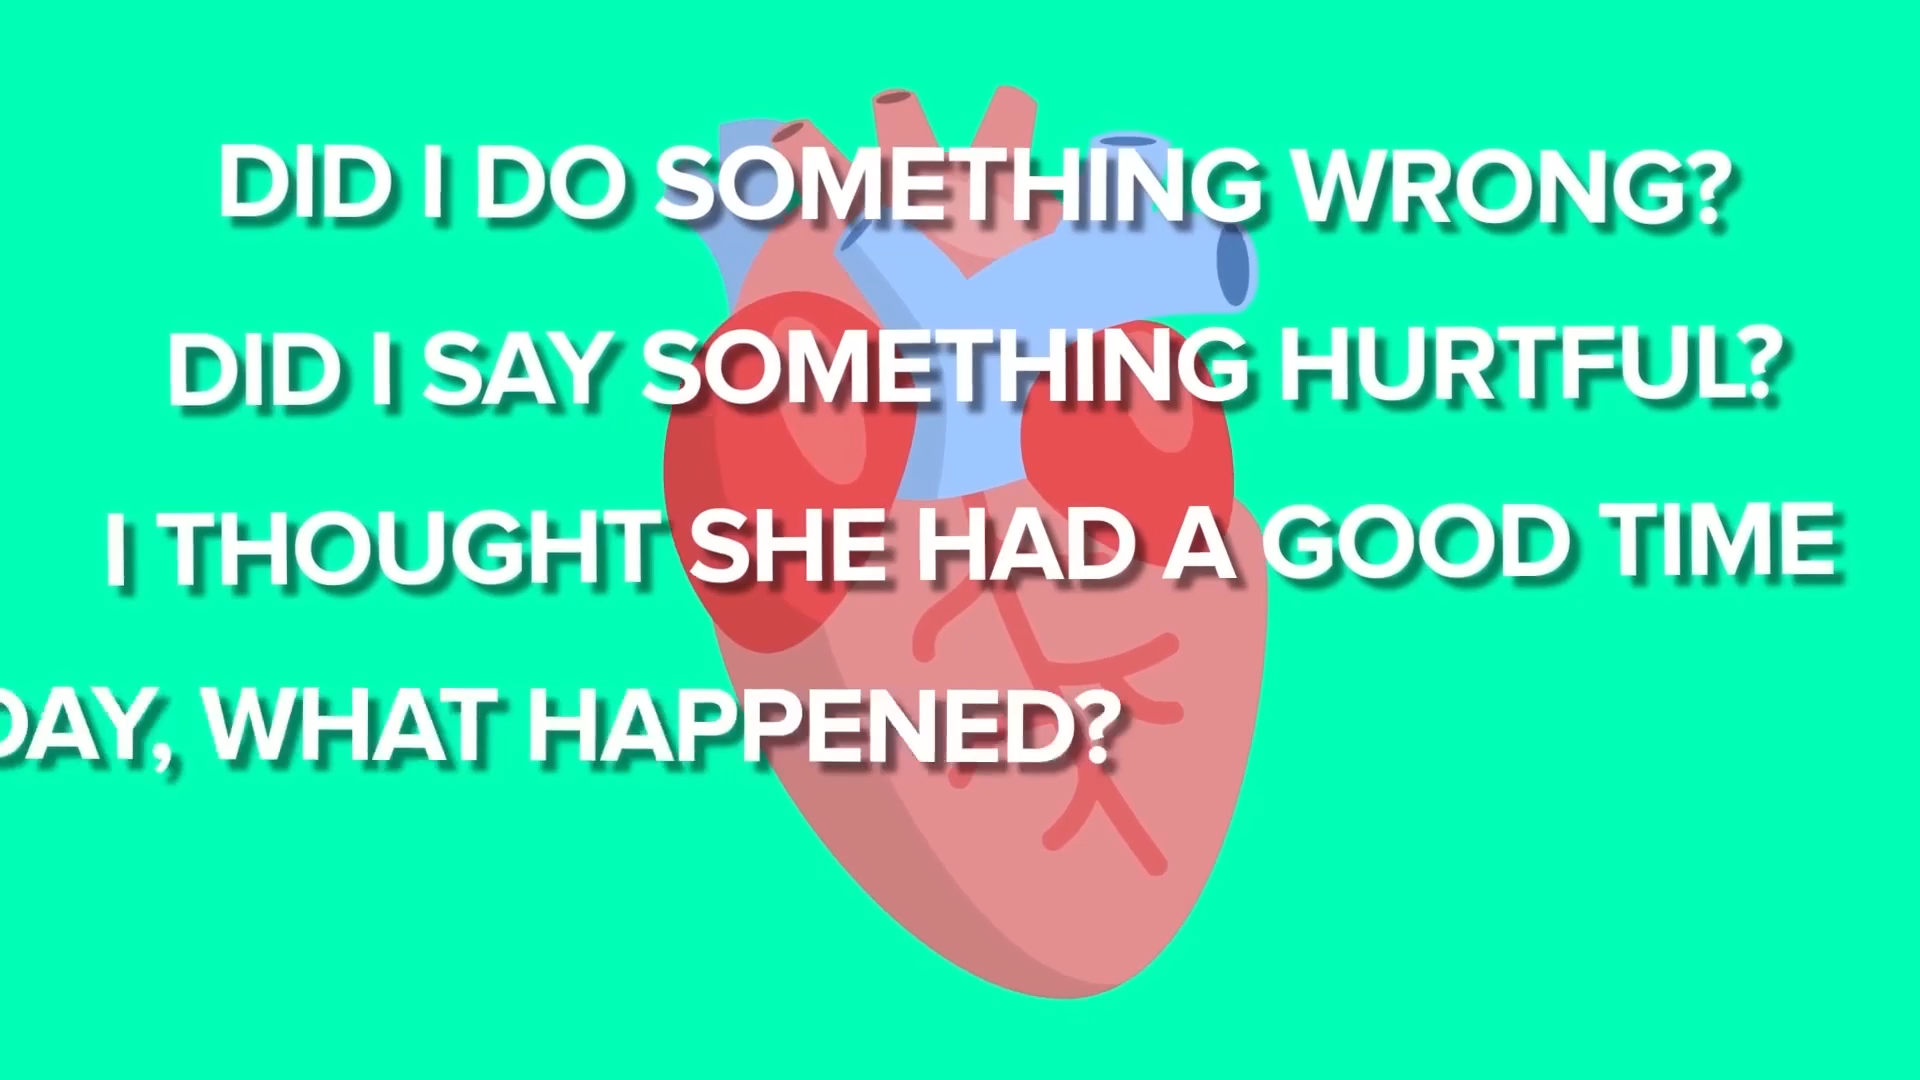 DID I DO SOMETHING WRONG?
DID I SAY SOMETHING HURTFUL?
I THOUGHT SHE HAD A GOOD TIME
DAY, WHAT HAPPENED?